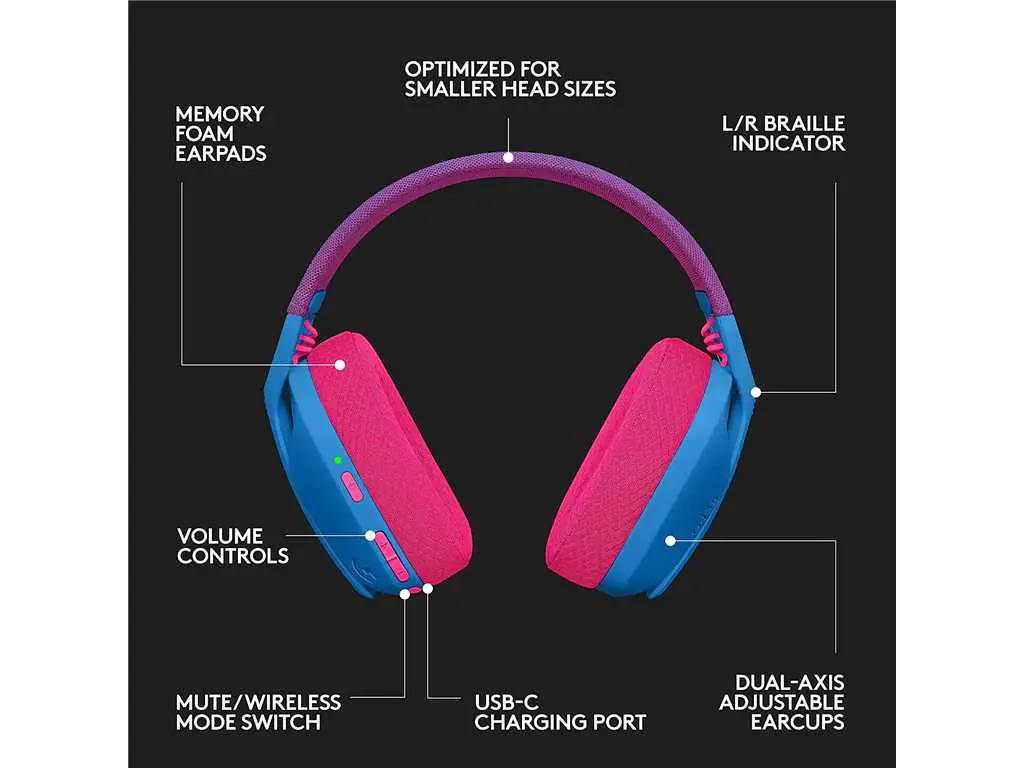 OPTIMIZED FOR
SMALLER HEAD SIZES
MEMORY
FOAM
EARPADS
L/R BRAILLE
INDICATOR
VOLUME
CONTROLS
MUTE/WIRELESS
MODE SWITCH
USB-C
CHARGING PORT
DUAL-AXIS
ADJUSTABLE
EARCUPS